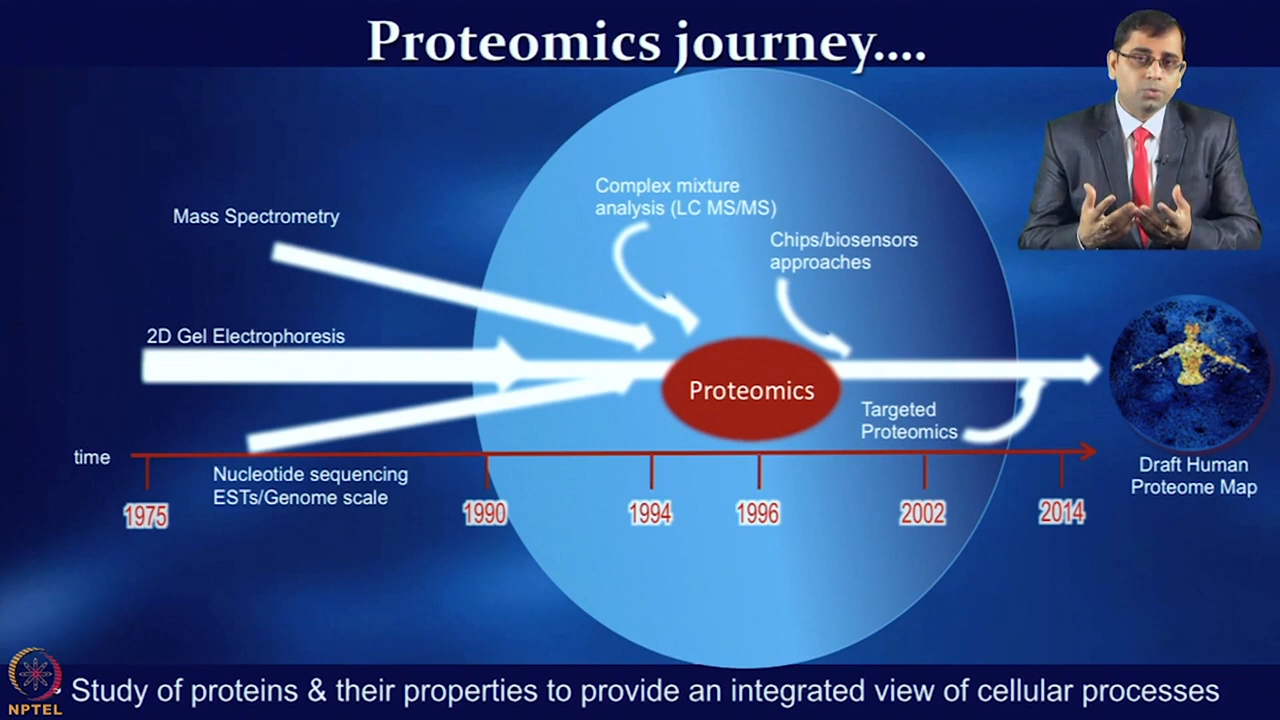 Proteomics journey....
Mass Spectrometry
Complex mixture
analysis (LC MS/MS)
Chips/biosensors
approaches
2D Gel Electrophoresis
Proteomics
Targeted
Proteomics
time
Nucleotide sequencing
ESTs/Genome scale
Draft Human
Proteome Map
1975
1990
1994
1996
2002
2014
Study of proteins & their properties to provide an integrated view of cellular processes
NPTEL